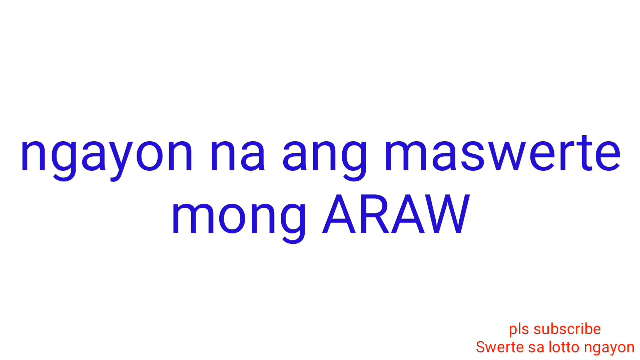 ngayon na ang maswerte
mong ARAW
pls subscribe
Swerte sa lotto ngayon